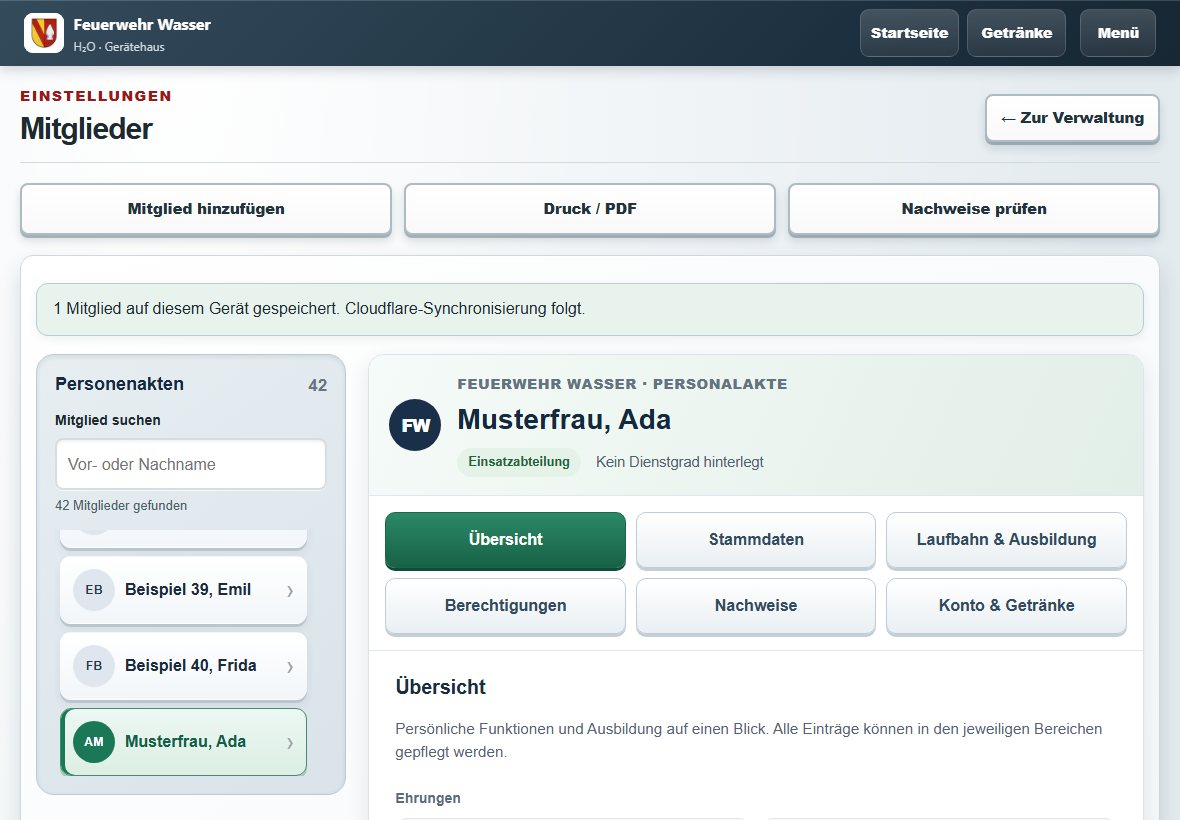 Feuerwehr Wasser
H₂O · Gerätehaus
Startseite
Getränke
Menü
EINSTELLUNGEN
Mitglieder
← Zur Verwaltung
Mitglied hinzufügen
Druck / PDF
Nachweise prüfen
1 Mitglied auf diesem Gerät gespeichert. Cloudflare-Synchronisierung folgt.
Personenakten
42
Mitglied suchen
Vor- oder Nachname
42 Mitglieder gefunden
EB
Beispiel 39, Emil
FB
Beispiel 40, Frida
AM
Musterfrau, Ada
FW
FEUERWEHR WASSER · PERSONALAKTE
Musterfrau, Ada
Einsatzabteilung
Kein Dienstgrad hinterlegt
Übersicht
Stammdaten
Laufbahn & Ausbildung
Berechtigungen
Nachweise
Konto & Getränke
Übersicht
Persönliche Funktionen und Ausbildung auf einen Blick. Alle Einträge können in den jeweiligen Bereichen
gepflegt werden.
Ehrungen